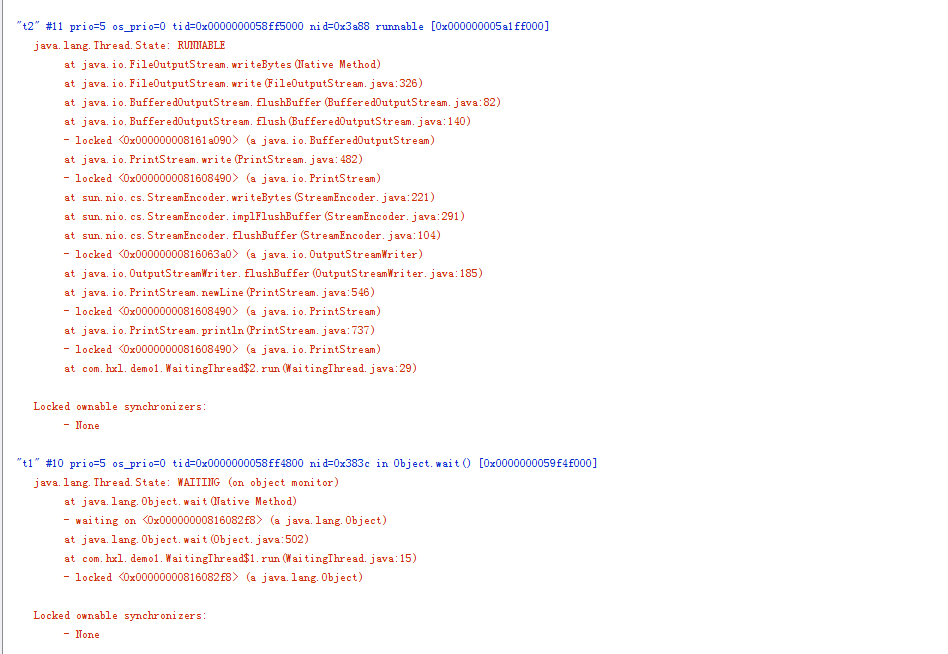 "t2" #11 prio=5 os_prio=0 tid=0x0000000058ff5000 nid=0x3a88 runnable [0x000000005a1ff000]
java.lang.Thread.State: RUNNABLE
at java.io.FileOutputStream.writeBytes(Native Method)
at java.io.FileOutputStream.write(FileOutputStream.java:326)
at java.io.BufferedOutputStream.flushBuffer(BufferedOutputStream.java:82)
at java.io.BufferedOutputStream.flush(BufferedOutputStream.java:140)
- locked <0x000000008161a090> (a java.io.BufferedOutputStream)
at java.io.PrintStream.write(PrintStream.java:482)
- locked <0x0000000081608490> (a java.io.PrintStream)
at sun.nio.cs.StreamEncoder.writeBytes(StreamEncoder.java:221)
at sun.nio.cs.StreamEncoder.implFlushBuffer(StreamEncoder.java:291)
at sun.nio.cs.StreamEncoder.flushBuffer(StreamEncoder.java:104)
- locked <0x00000000816063a0> (a java.io.OutputStreamWriter)
at java.io.OutputStreamWriter.flushBuffer(OutputStreamWriter.java:185)
at java.io.PrintStream.newLine(PrintStream.java:546)
- locked <0x0000000081608490> (a java.io.PrintStream)
at java.io.PrintStream.println(PrintStream.java:737)
- locked <0x0000000081608490> (a java.io.PrintStream)
at com.hxl.demo1.WaitingThread$2.run(WaitingThread.java:29)
Locked ownable synchronizers:
- None
"t1" #10 prio=5 os_prio=0 tid=0x0000000058ff4800 nid=0x383c in Object.wait() [0x0000000059f4f000]
java.lang.Thread.State: WAITING (on object monitor)
at java.lang.Object.wait(Native Method)
- waiting on <0x00000000816082f8> (a java.lang.Object)
at java.lang.Object.wait(Object.java:502)
at com.hxl.demo1.WaitingThread$1.run(WaitingThread.java:15)
- locked <0x00000000816082f8> (a java.lang.Object)
Locked ownable synchronizers:
- None